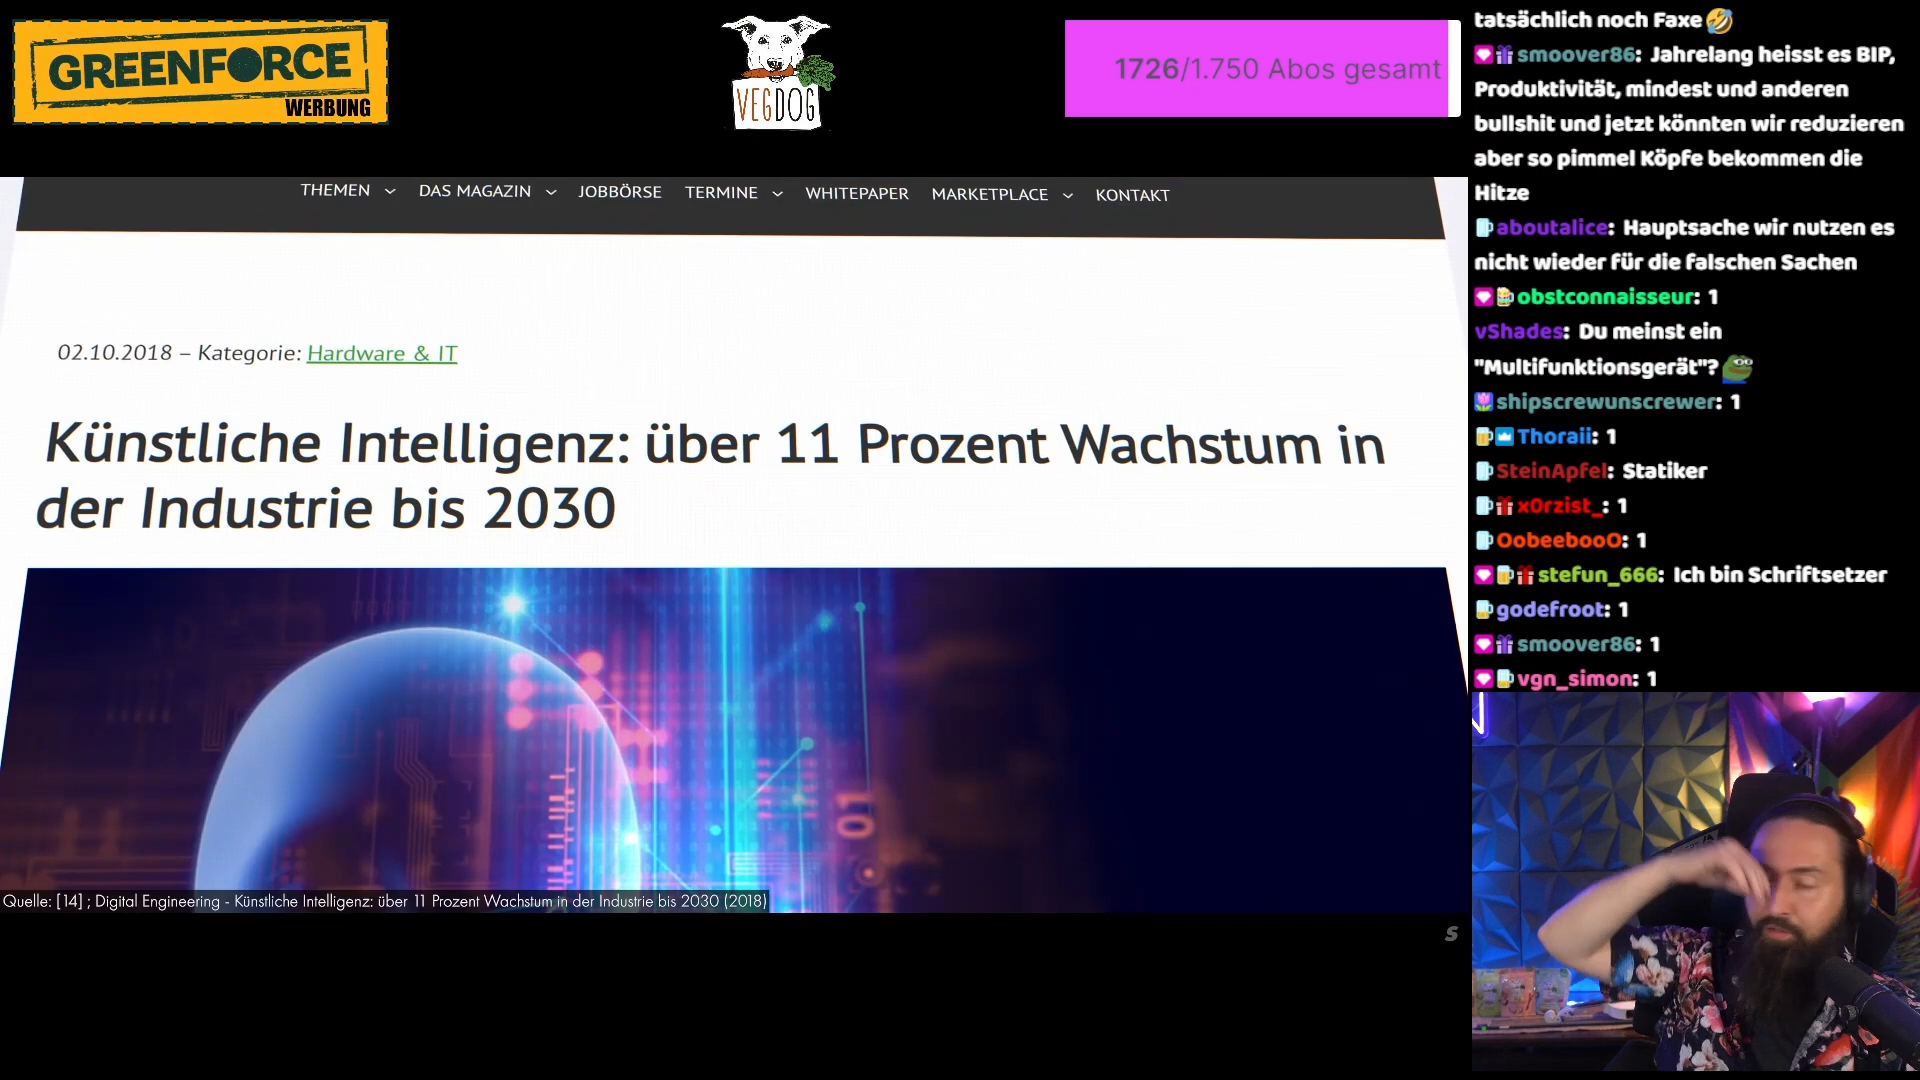 GREENFORCE
WERBUNG
VEGDOG
1726/1.750 Abos gesamt
THEMEN DAS MAGAZIN JOBBÖRSE TERMINE WHITEPAPER MARKETPLACE KONTAKT
02.10.2018 – Kategorie: Hardware & IT
Künstliche Intelligenz: über 11 Prozent Wachstum in
der Industrie bis 2030
01
Quelle: [14] ; Digital Engineering - Künstliche Intelligenz: über 11 Prozent Wachstum in der Industrie bis 2030 (2018)
S
tatsächlich noch Faxe
smoover86: Jahrelang heisst es BIP,
Produktivität, mindest und anderen
bullshit und jetzt könnten wir reduzieren
aber so pimmel Köpfe bekommen die
Hitze
aboutalice: Hauptsache wir nutzen es
nicht wieder für die falschen Sachen
obstconnaisseur: 1
vShades: Du meinst ein
"Multifunktionsgerät"?
shipscrewunscrewer: 1
Thoraii: 1
SteinApfel: Statiker
x0rzist_: 1
OobeebooO: 1
stefun_666: Ich bin Schriftsetzer
godefroot: 1
smoover86: 1
vgn_simon: 1